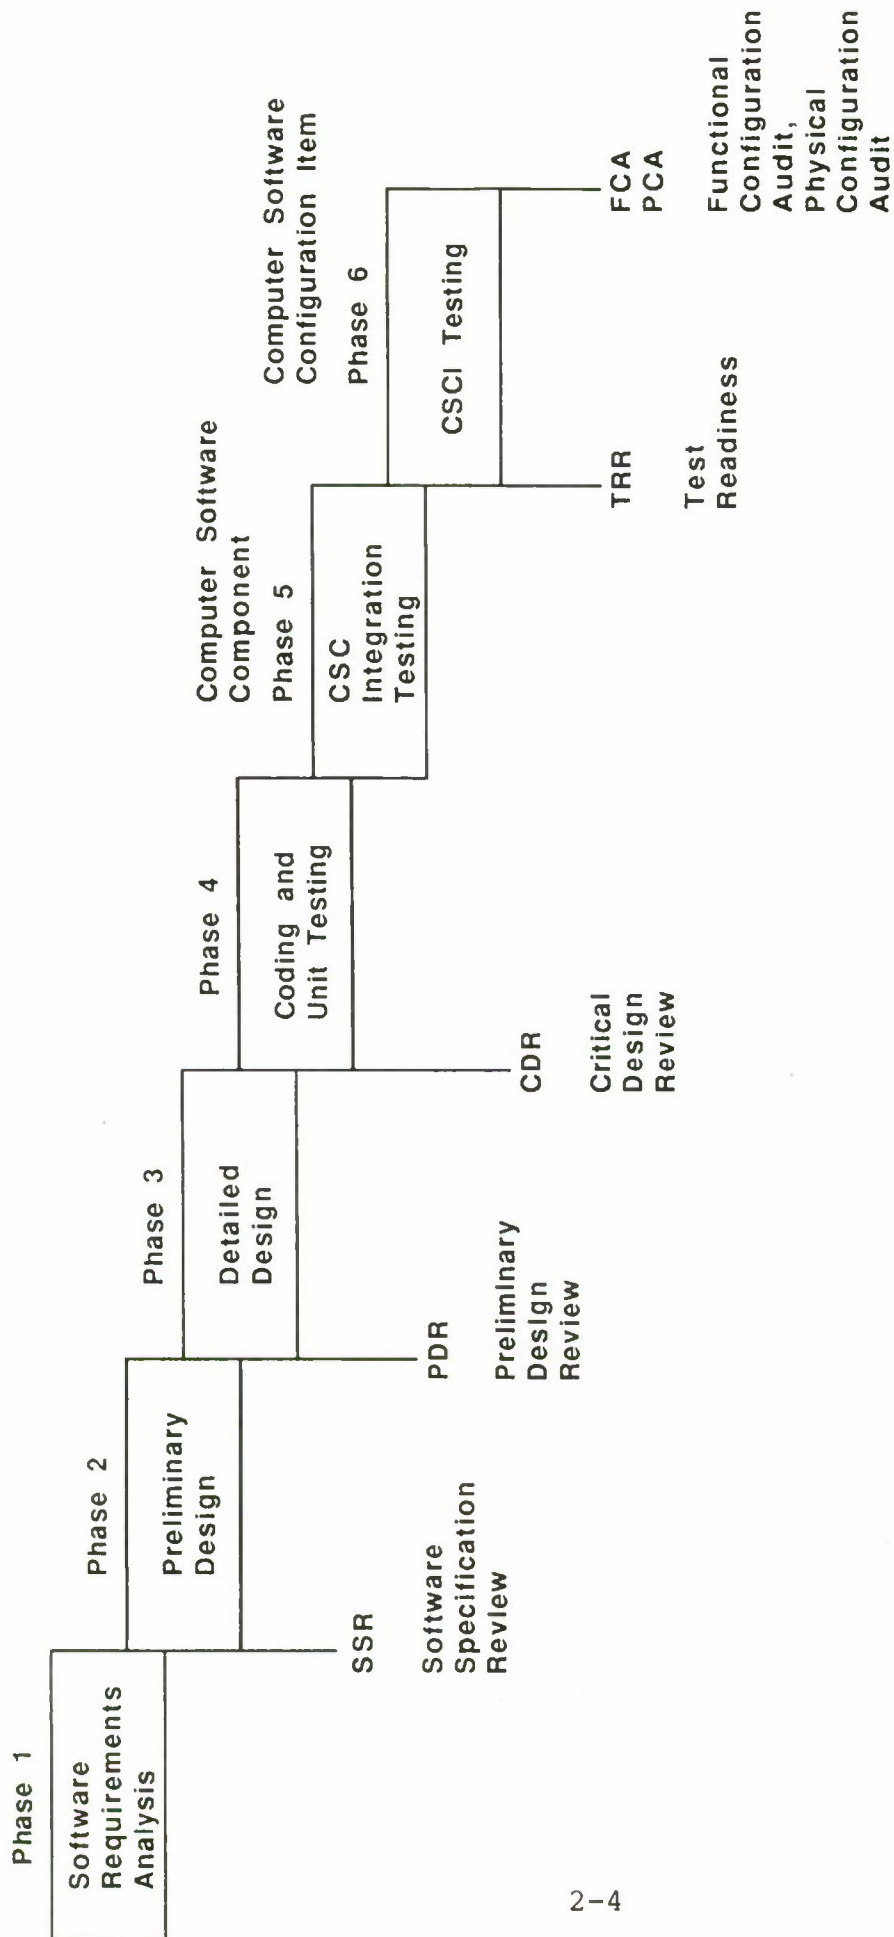 Phase 1
Software
Requirements
Analysis
SSR
Software
Specification
Review
Phase 2
Preliminary
Design
PDR
Preliminary
Design
Review
Phase 3
Detailed
Design
CDR
Critical
Design
Review
Phase 4
Coding and
Unit Testing
Computer Software
Component
Phase 5
CSC
Integration
Testing
TRR
Test
Readiness
Computer Software
Configuration Item
Phase 6
CSCI Testing
FCA
PCA
Functional
Configuration
Audit,
Physical
Configuration
Audit
2-4